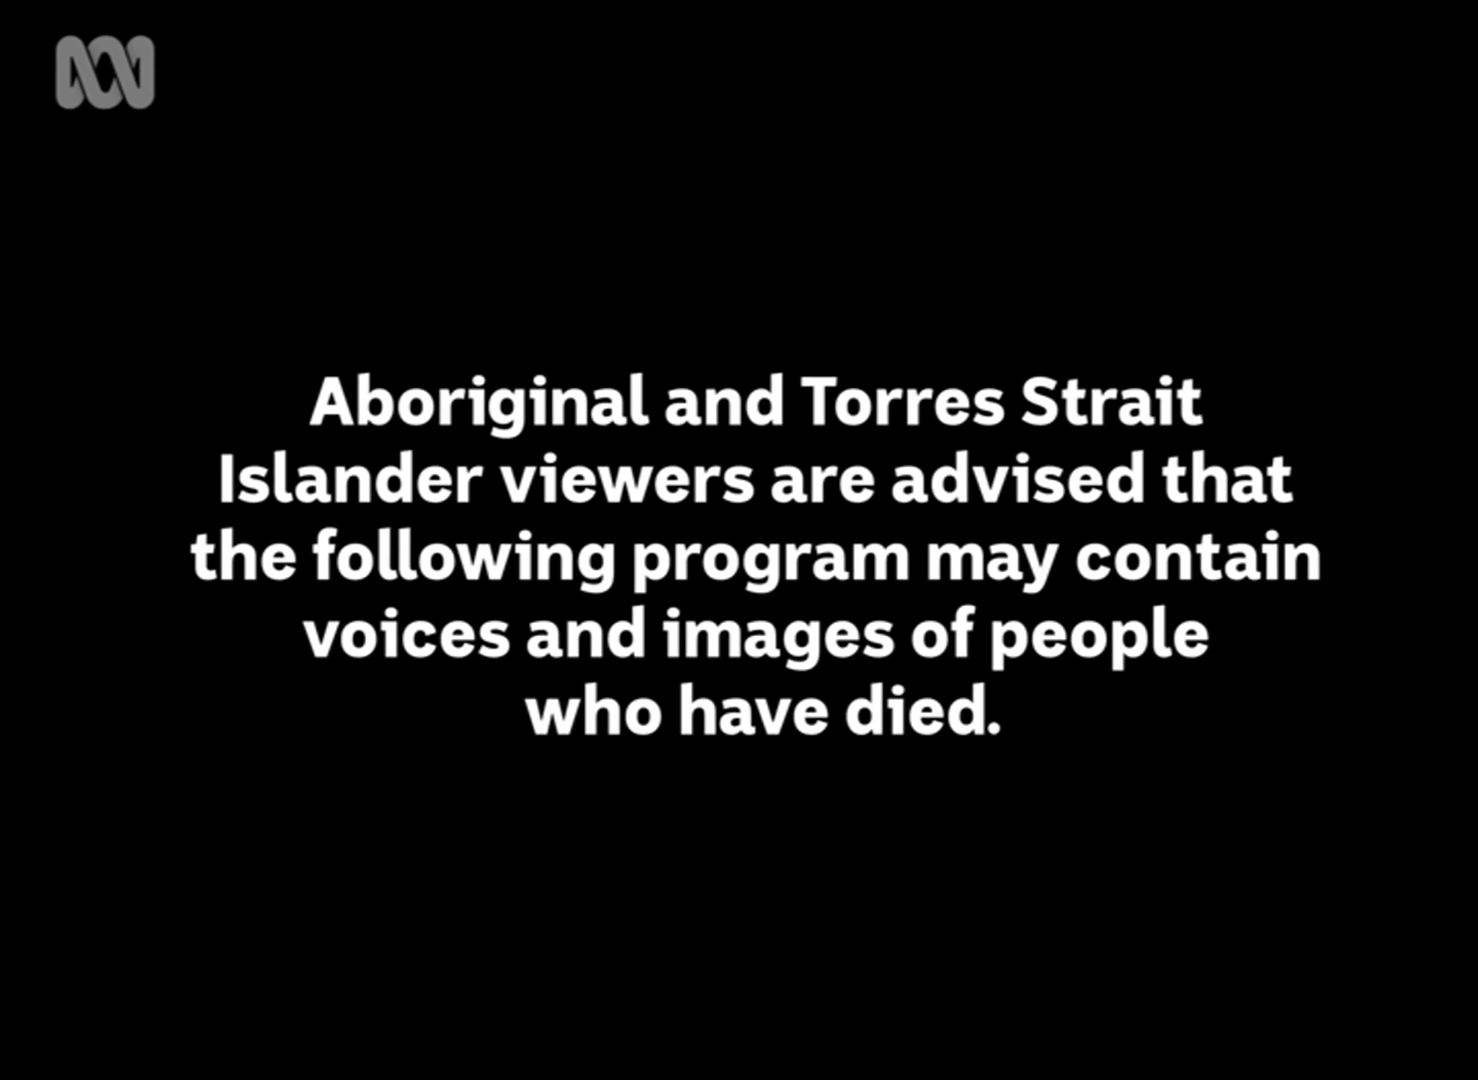 Aboriginal and Torres Strait
Islander viewers are advised that
the following program may contain
voices and images of people
who have died.